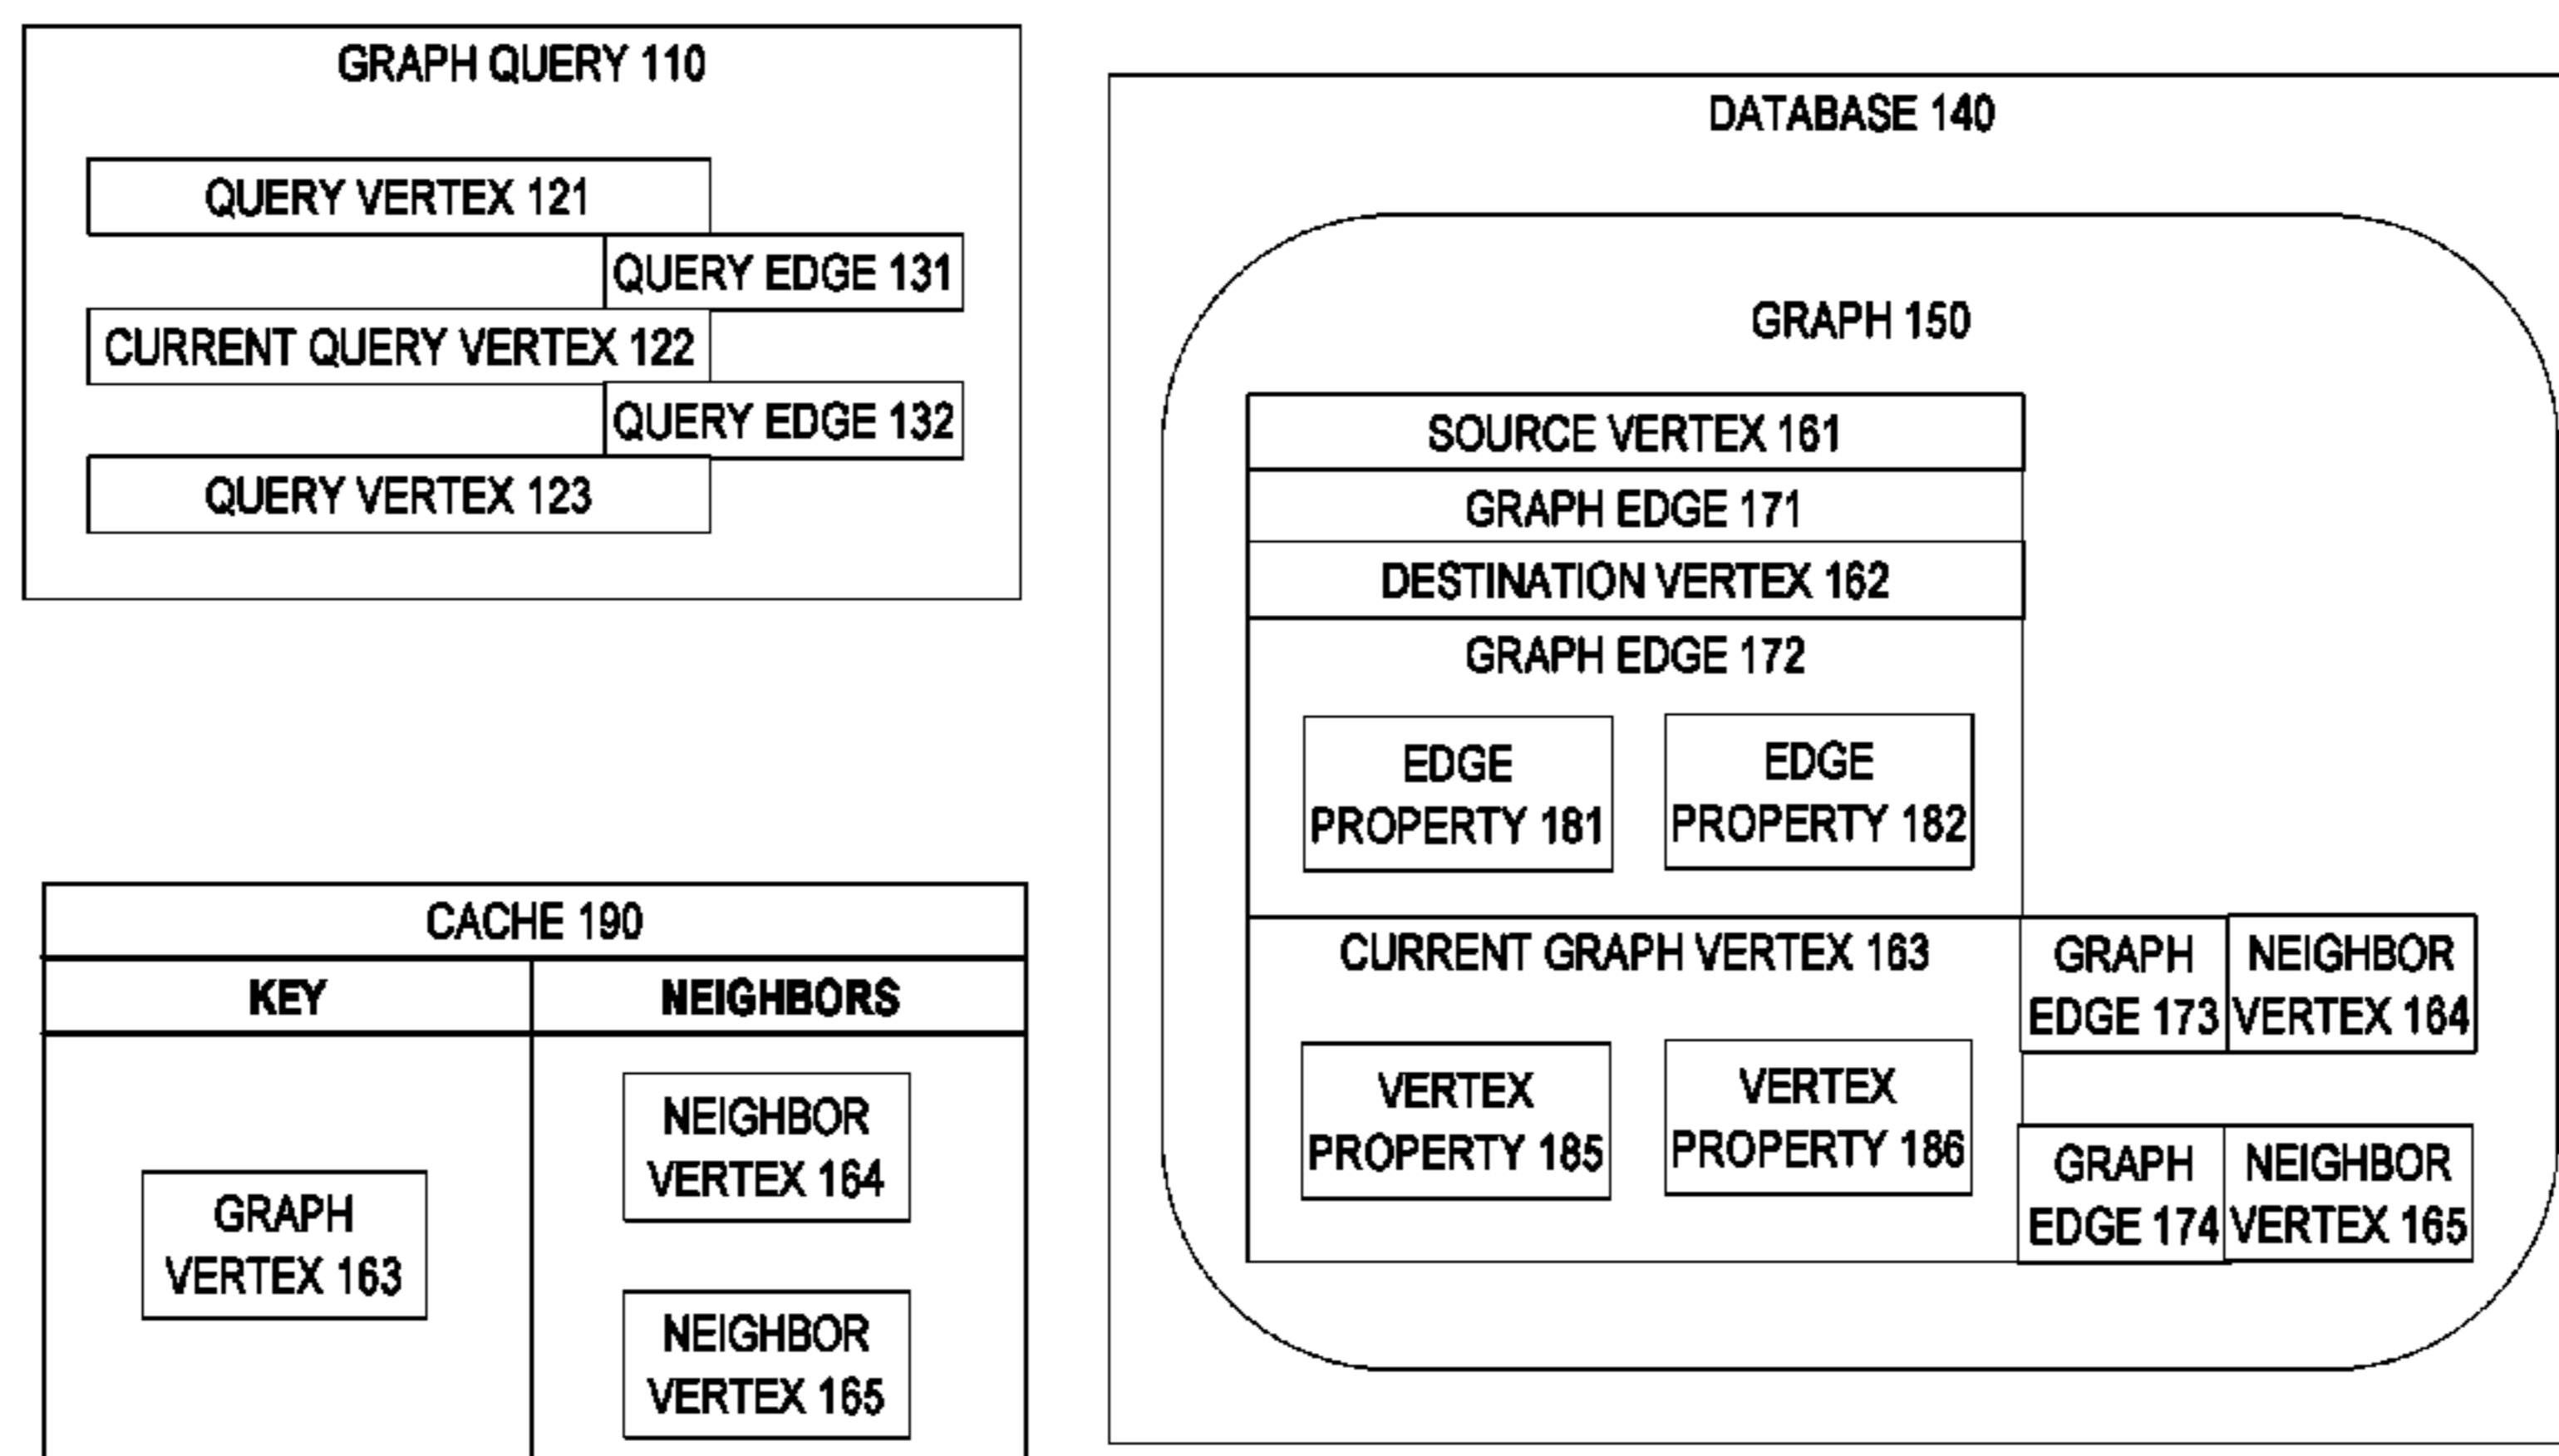 GRAPH QUERY 110
QUERY VERTEX 121
QUERY EDGE 131
CURRENT QUERY VERTEX 122
QUERY EDGE 132
QUERY VERTEX 123
CACHE 190
KEY
NEIGHBORS
GRAPH
VERTEX 163
NEIGHBOR
VERTEX 164
NEIGHBOR
VERTEX 165
DATABASE 140
GRAPH 150
SOURCE VERTEX 161
GRAPH EDGE 171
DESTINATION VERTEX 162
GRAPH EDGE 172
EDGE
PROPERTY 181
EDGE
PROPERTY 182
CURRENT GRAPH VERTEX 163
VERTEX
PROPERTY 185
VERTEX
PROPERTY 186
GRAPH
EDGE 173
NEIGHBOR
VERTEX 164
GRAPH
EDGE 174
NEIGHBOR
VERTEX 165